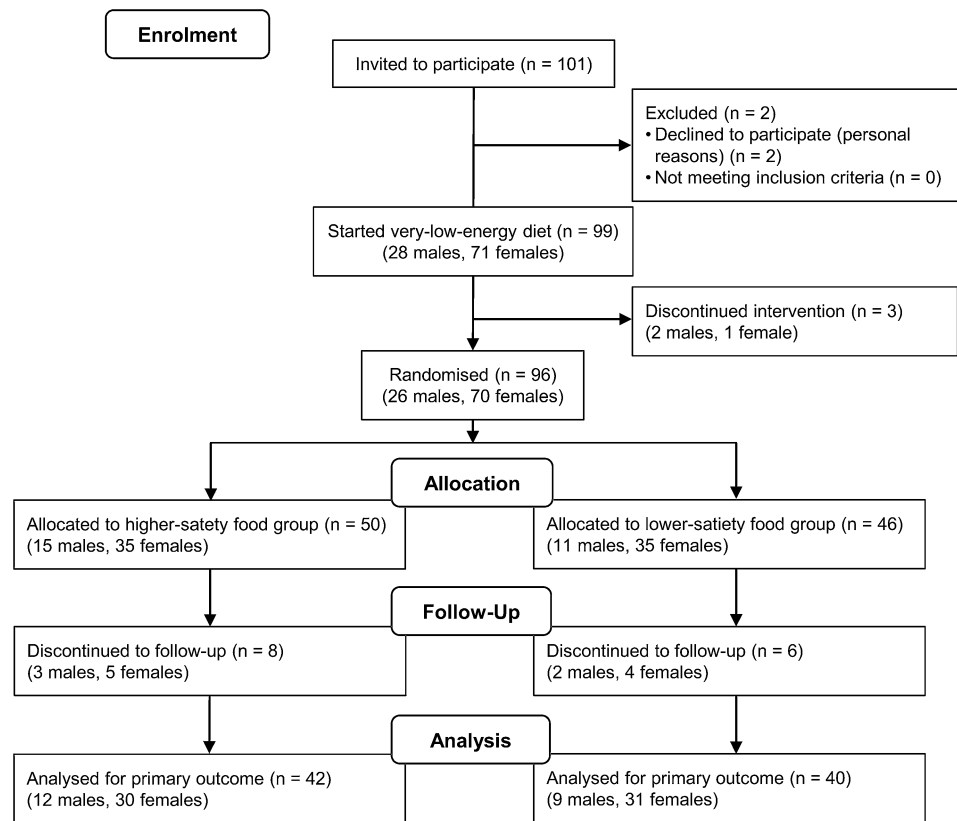 Enrolment
Invited to participate (n = 101)
Excluded (n = 2)
• Declined to participate (personal
reasons) (n = 2)
• Not meeting inclusion criteria (n = 0)
Started very-low-energy diet (n = 99)
(28 males, 71 females)
Discontinued intervention (n = 3)
(2 males, 1 female)
Randomised (n = 96)
(26 males, 70 females)
Allocation
Allocated to higher-satety food group (n = 50)
(15 males, 35 females)
Allocated to lower-satiety food group (n = 46)
(11 males, 35 females)
Follow-Up
Discontinued to follow-up (n = 8)
(3 males, 5 females)
Discontinued to follow-up (n = 6)
(2 males, 4 females)
Analysis
Analysed for primary outcome (n = 42)
(12 males, 30 females)
Analysed for primary outcome (n = 40)
(9 males, 31 females)